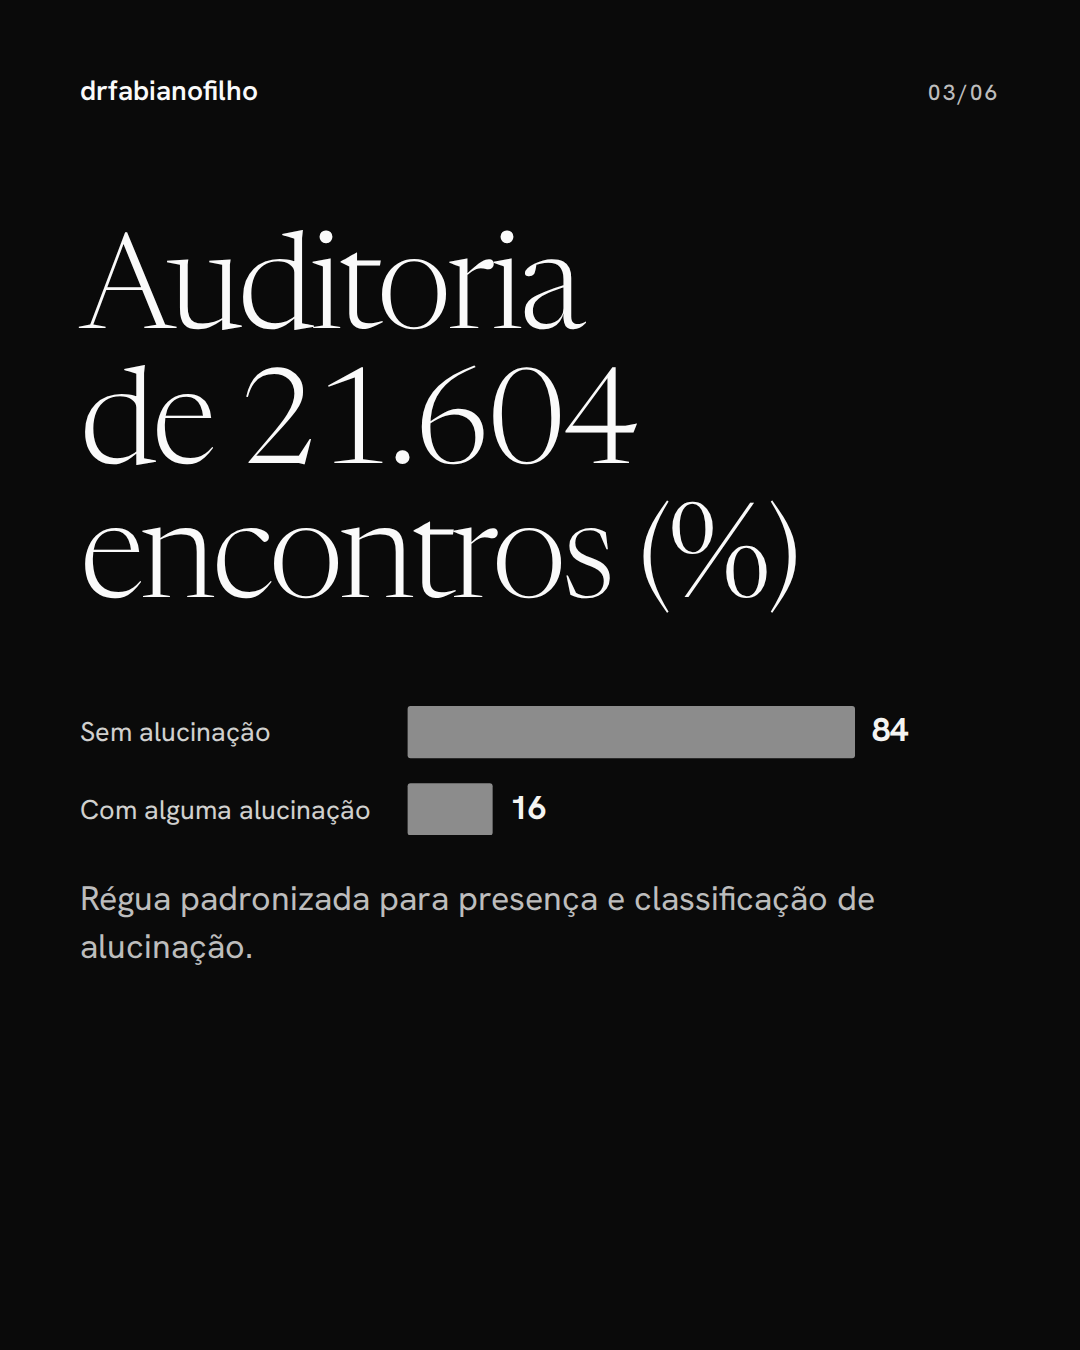 drfabianofilho
03/06
Auditoria
de 21.604
encontros (%)
Sem alucinação
84
Com alguma alucinação
16
Régua padronizada para presença e classificação de
alucinação.